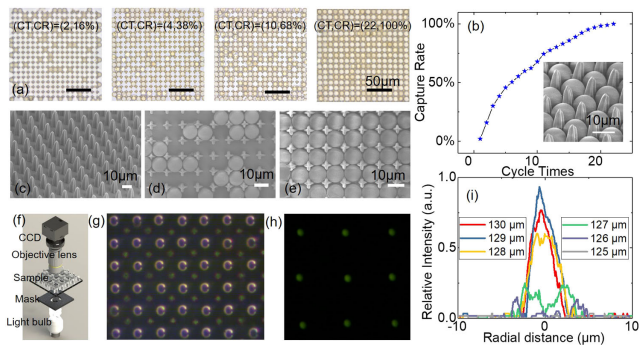 (CT,CR)=(2,16%)
(CT,CR)=(4,38%)
(CT,CR)=(10,68%)
(CT,CR)=(22,100%)
50μm
(a)
(b)
100%
50%
0%
Capture Rate
0 10 20
Cycle Times
10μm
(c)
10μm
(d)
10μm
(e)
10μm
(f)
CCD
Objective lens
Sample
Mask
Light bulb
(g)
(h)
(i)
1.0
0.5
0.0
Relative Intensity (a.u.)
130 μm
129 μm
128 μm
127 μm
126 μm
125 μm
-10 0 10
Radial distance (μm)